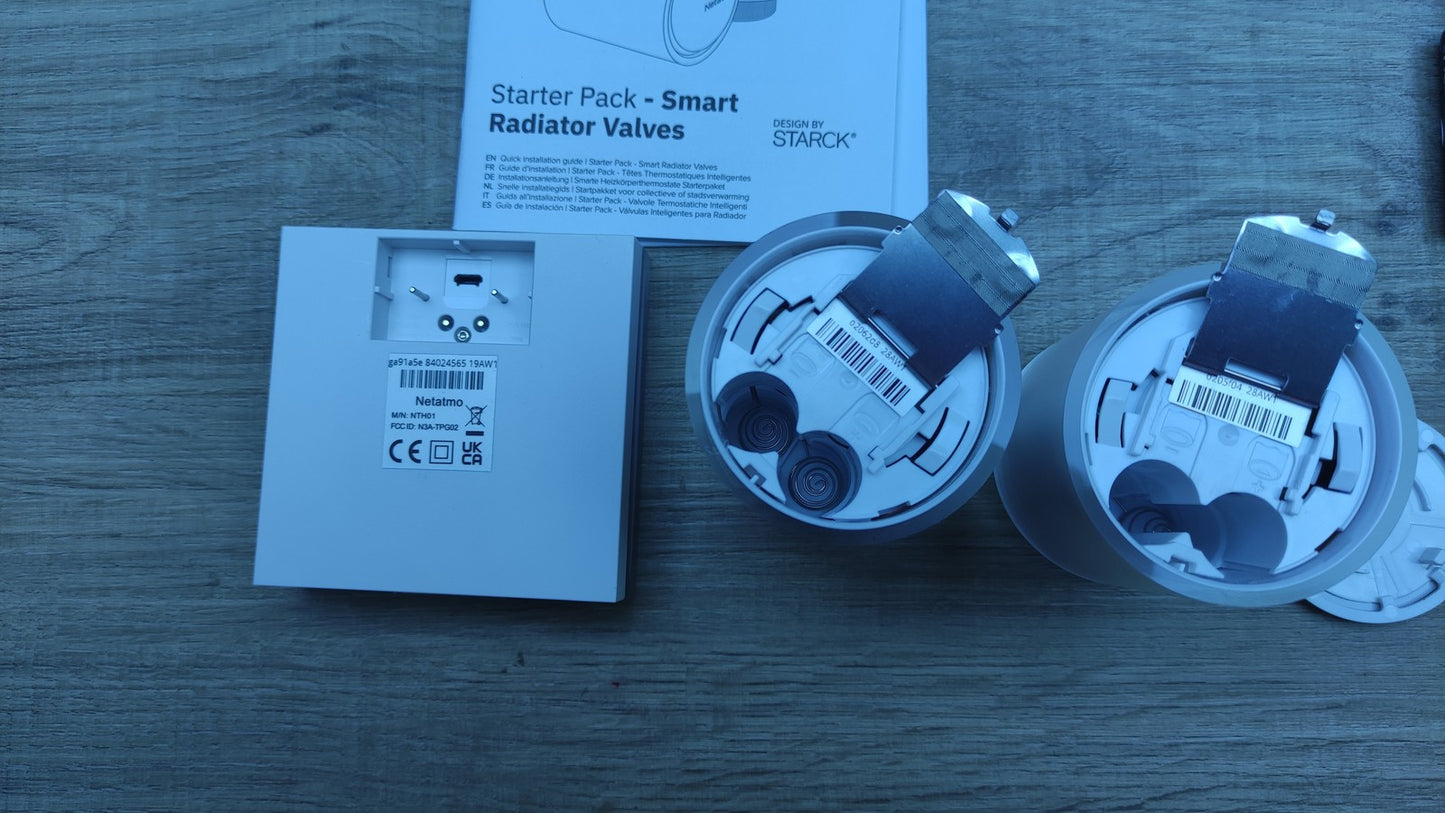 Starter Pack - Smart
Radiator Valves
DESIGN BY
STARCK®
EN Quick installation guide | Starter Pack - Smart Radiator Valves
FR Guide d'installation | Starter Pack - Têtes Thermostatiques Intelligentes
DE Installationsanleitung | Smarte Heizkörperthermostate Starterpaket
NL Snelle installatiegids | Startpakket voor collectieve of stadsverwarming
IT Guida all'installazione | Starter Pack - Valvole Termostatiche Intelligenti
ES Guía de instalación | Starter Pack - Válvulas Inteligentes para Radiador
ga91a5e 84024565 19AW1
Netatmo
M/N: NTH01
FCC ID: N3A-TPG02
CE
UK
CA
o2062c8 28AW1
0205f04 28AW1